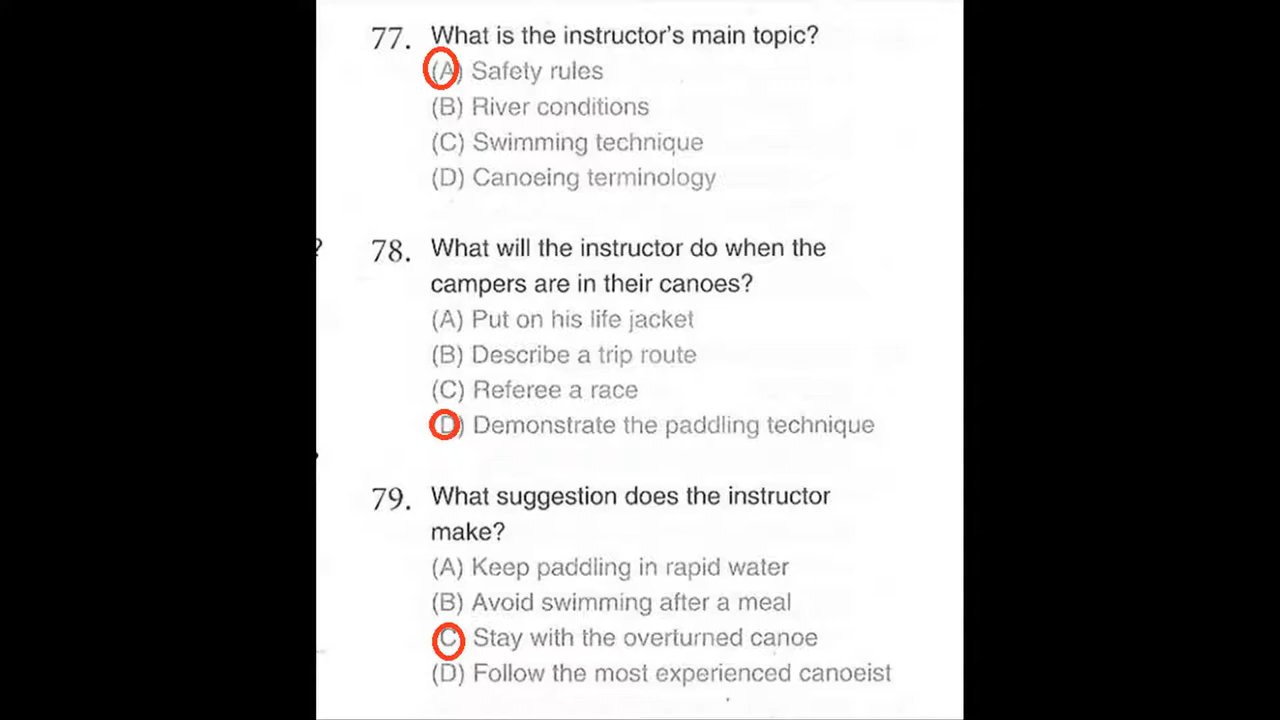 77. What is the instructor's main topic?
(A) Safety rules
(B) River conditions
(C) Swimming technique
(D) Canoeing terminology
?
78. What will the instructor do when the
campers are in their canoes?
(A) Put on his life jacket
(B) Describe a trip route
(C) Referee a race
(D) Demonstrate the paddling technique
79. What suggestion does the instructor
make?
(A) Keep paddling in rapid water
(B) Avoid swimming after a meal
(C) Stay with the overturned canoe
(D) Follow the most experienced canoeist